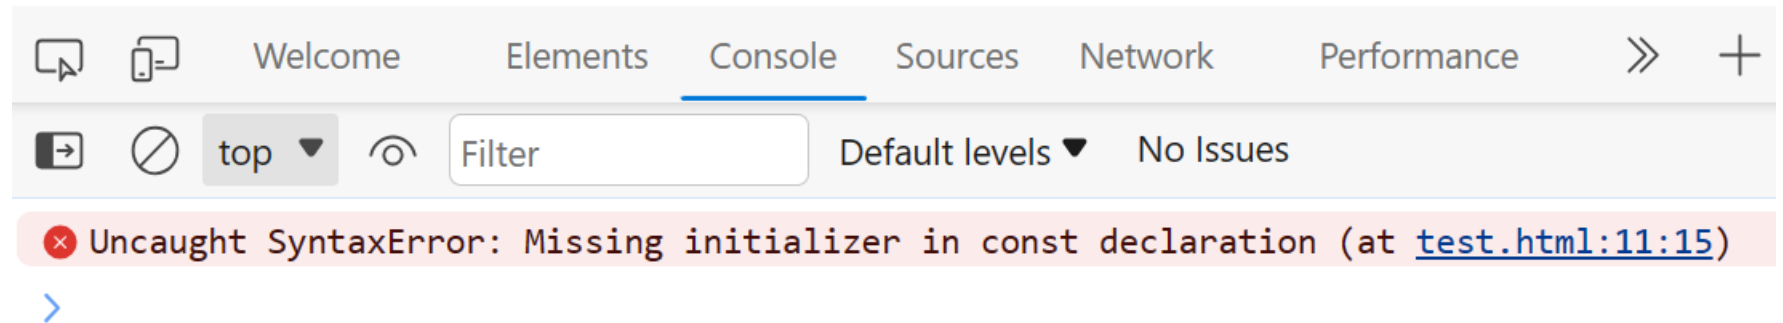 Welcome Elements Console Sources Network Performance
top Filter Default levels No Issues
Uncaught SyntaxError: Missing initializer in const declaration (at test.html:11:15)